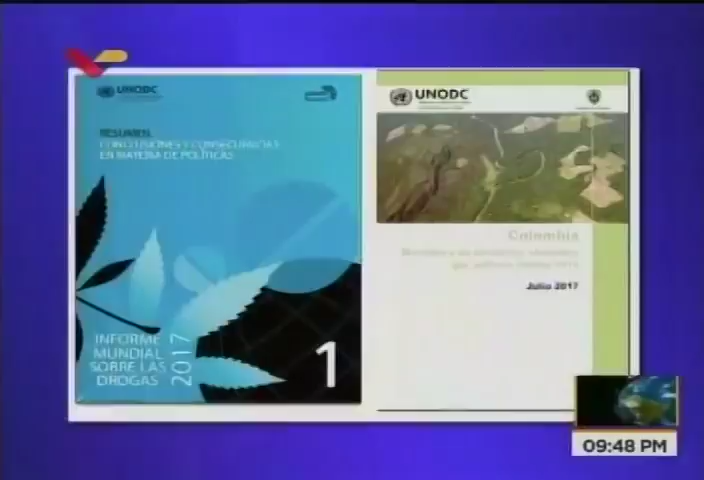 UNODC
RESUMEN
CONCLUSIONES Y CONSECUENCIAS
EN MATERIA DE POLÍTICAS
INFORME
MUNDIAL
SOBRE LAS
DROGAS
2017
1
UNODC
Colombia
Julio 2017
09:48 PM